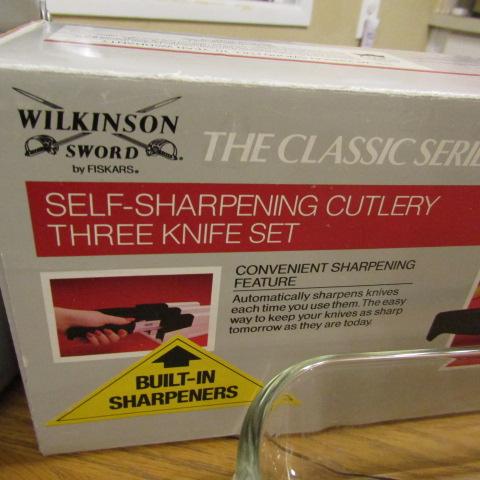 WILKINSON
SWORD
by FISKARS.
THE CLASSIC SERIE
SELF-SHARPENING CUTLERY
THREE KNIFE SET
CONVENIENT SHARPENING
FEATURE
Automatically sharpens knives
each time you use them. The easy
way to keep your knives as sharp
tomorrow as they are today.
BUILT-IN
SHARPENERS